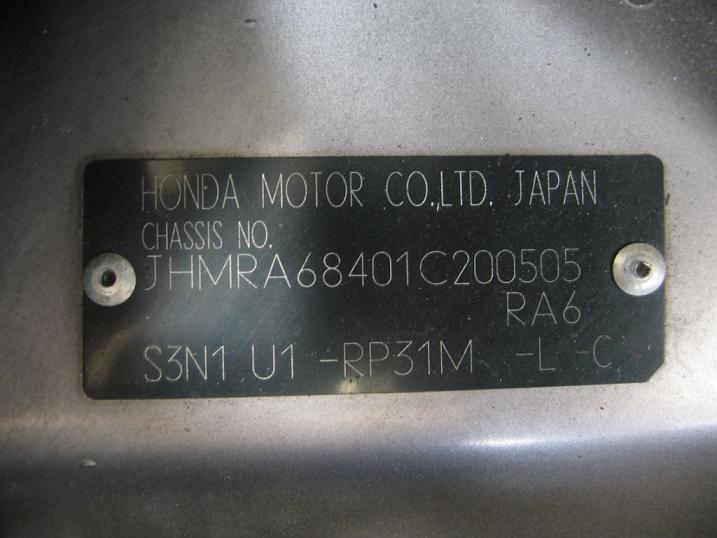 HONDA MOTOR CO.,LTD. JAPAN
CHASSIS NO.
JHMRA68401C200505
RA6
S3N1 U1 -RP31M -L -C